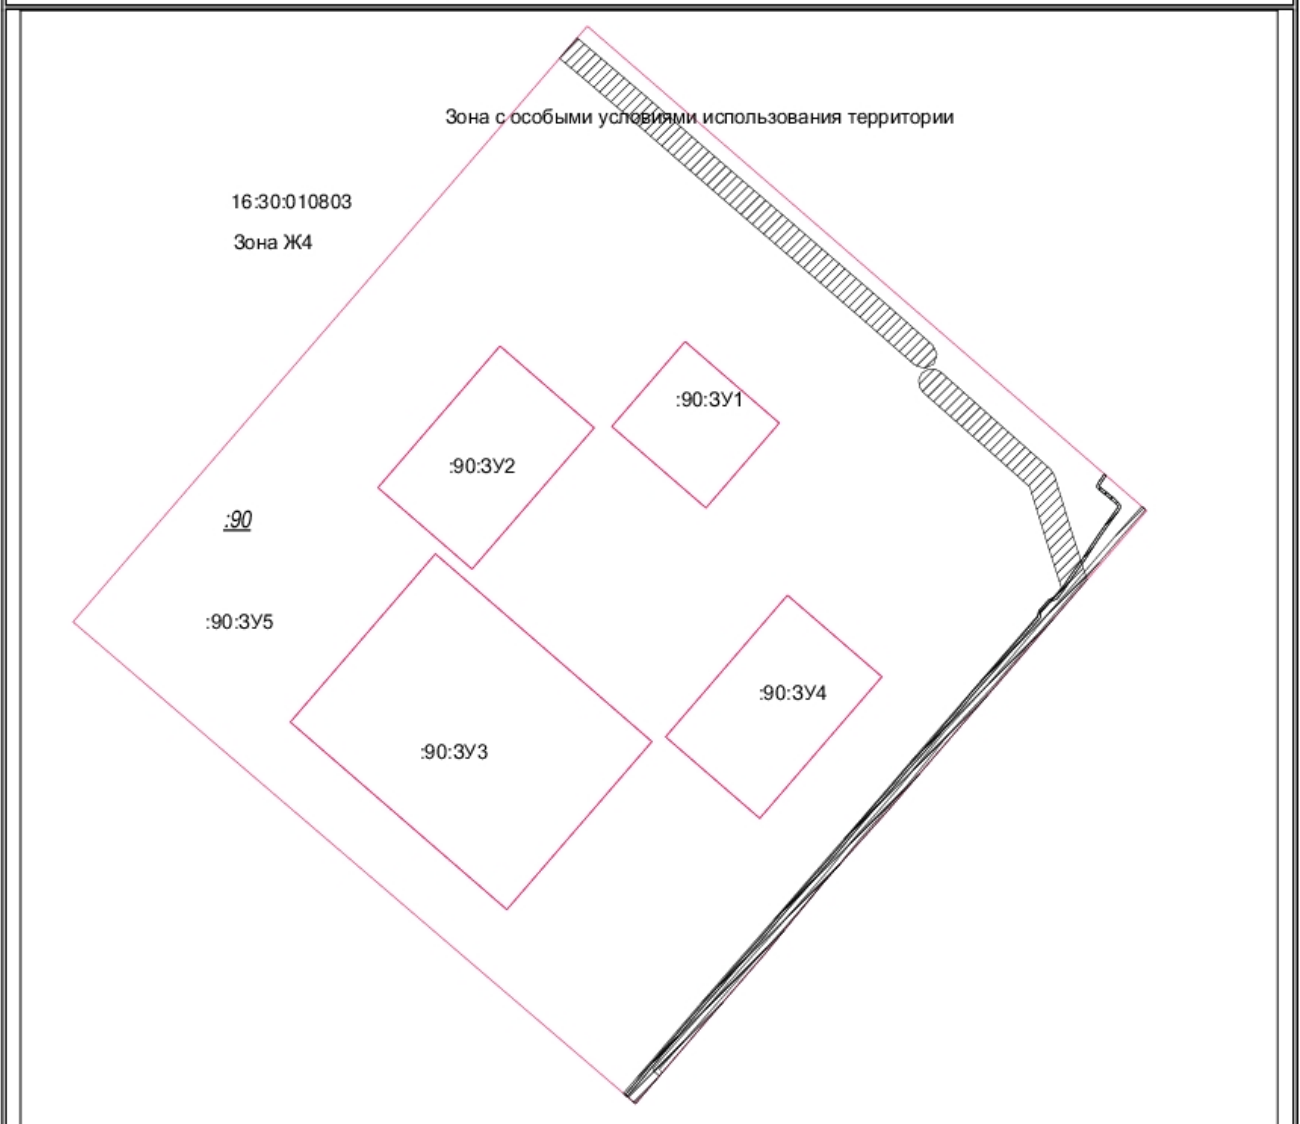 Зона с особыми условиями использования территории
16:30:010803
Зона Ж4
:90:ЗУ1
:90:ЗУ2
:90
:90:ЗУ5
:90:ЗУ4
:90:ЗУ3